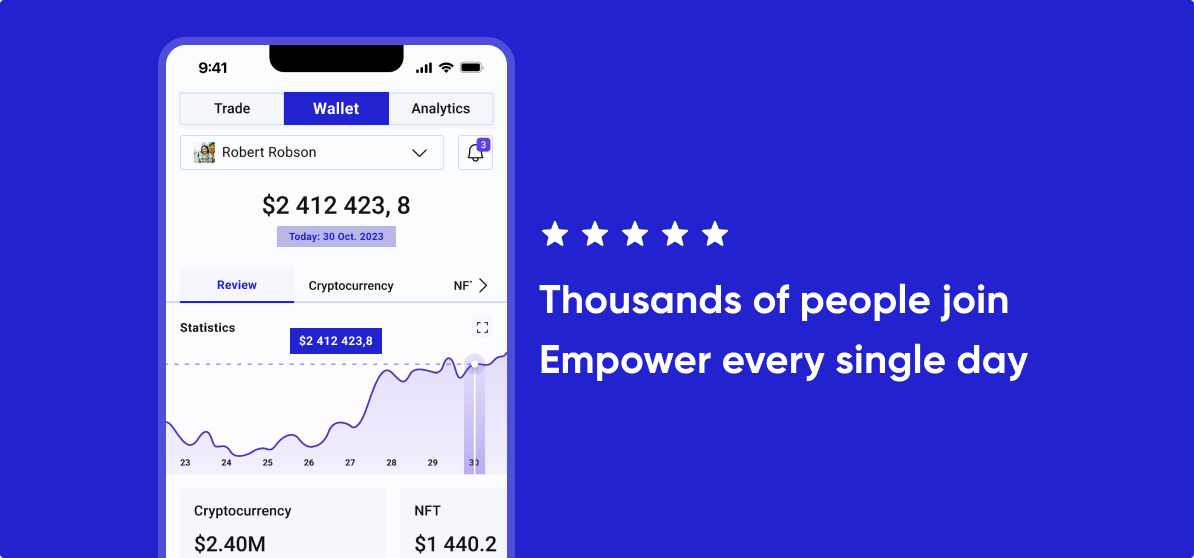 9:41
Trade Wallet Analytics
Robert Robson
3
$2 412 423, 8
Today: 30 Oct. 2023
Review Cryptocurrency NFT
Statistics
$2 412 423,8
23 24 25 26 27 28 29 30
Cryptocurrency NFT
$2.40M $1 440.2
Thousands of people join
Empower every single day